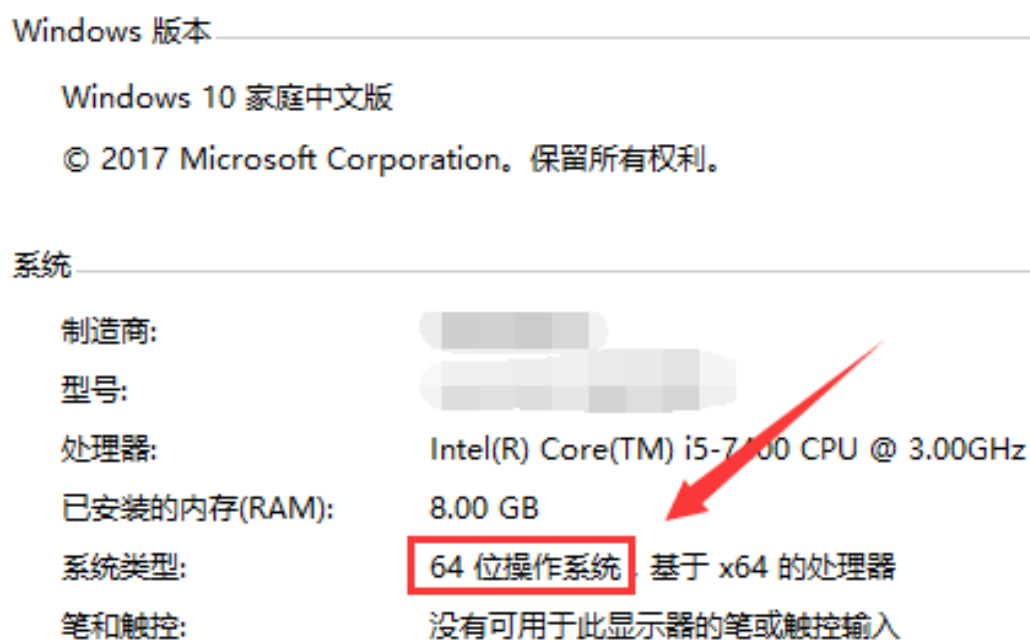 Windows 版本
Windows 10 家庭中文版
© 2017 Microsoft Corporation。保留所有权利。
系统
制造商:
型号:
处理器: Intel(R) Core(TM) i5-7400 CPU @ 3.00GHz
已安装的内存(RAM): 8.00 GB
系统类型: 64 位操作系统，基于 x64 的处理器
笔和触控: 没有可用于此显示器的笔或触控输入